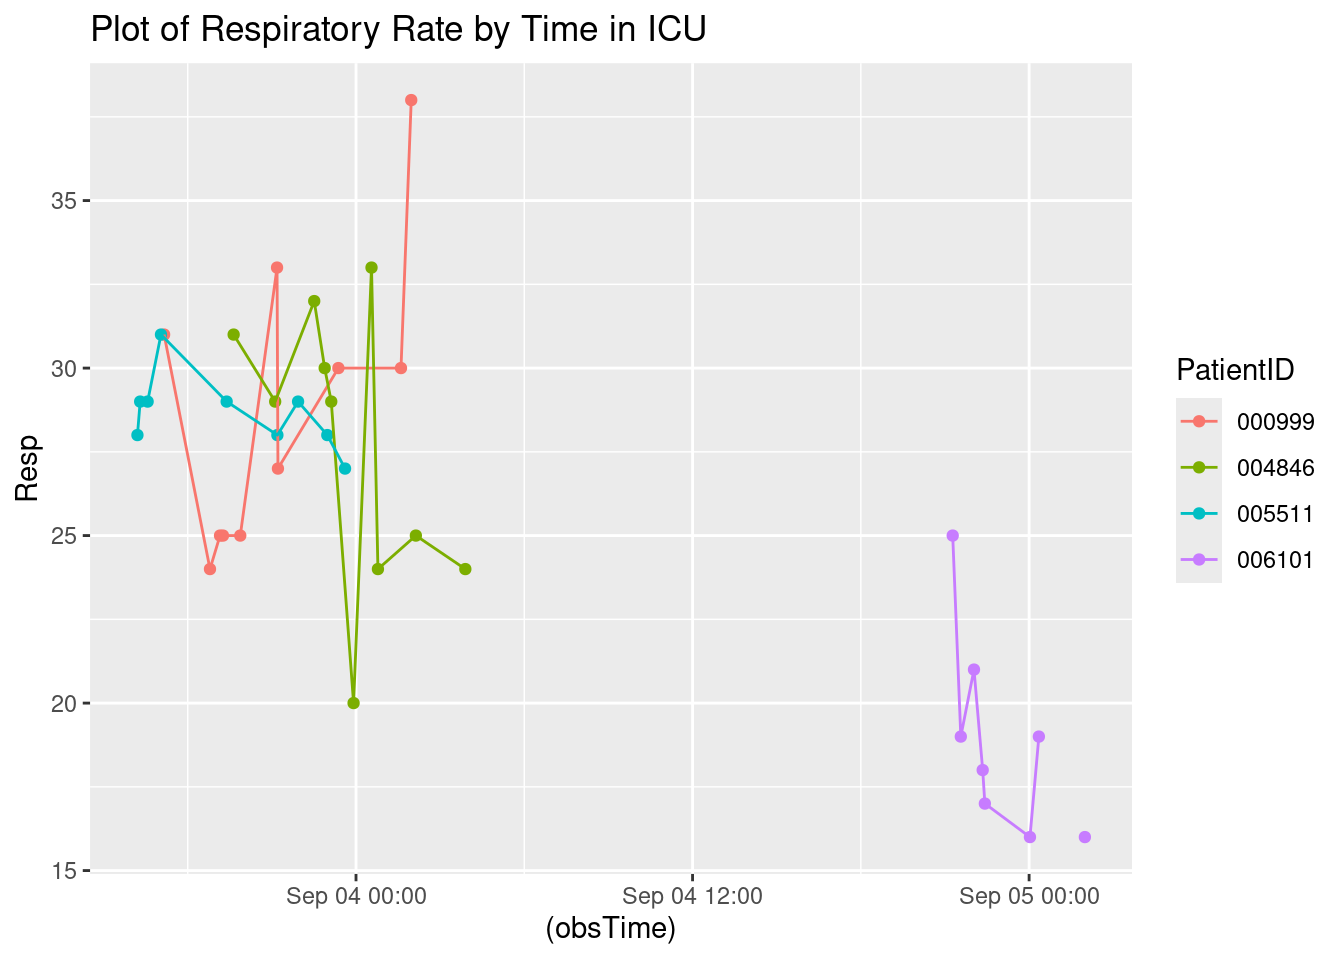 Plot of Respiratory Rate by Time in ICU
Resp
35
30
25
20
15
Sep 04 00:00
Sep 04 12:00
Sep 05 00:00
(obsTime)
PatientID
000999
004846
005511
006101